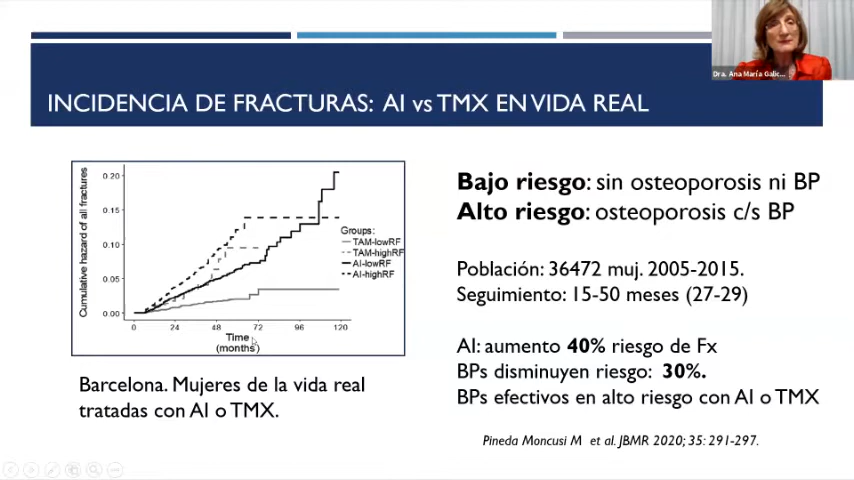 Dra. Ana María Galic...
INCIDENCIA DE FRACTURAS: AI vs TMX EN VIDA REAL
Cumulative hazard of all fractures
0.20
0.15
0.10
0.05
0.00
0
24
48
72
96
120
Time
(months)
Groups:
TAM-lowRF
TAM-highRF
AI-lowRF
AI-highRF
Barcelona. Mujeres de la vida real
tratadas con AI o TMX.
Bajo riesgo: sin osteoporosis ni BP
Alto riesgo: osteoporosis c/s BP
Población: 36472 muj. 2005-2015.
Seguimiento: 15-50 meses (27-29)
AI: aumento 40% riesgo de Fx
BPs disminuyen riesgo: 30%.
BPs efectivos en alto riesgo con AI o TMX
Pineda Moncusi M et al. JBMR 2020; 35: 291-297.